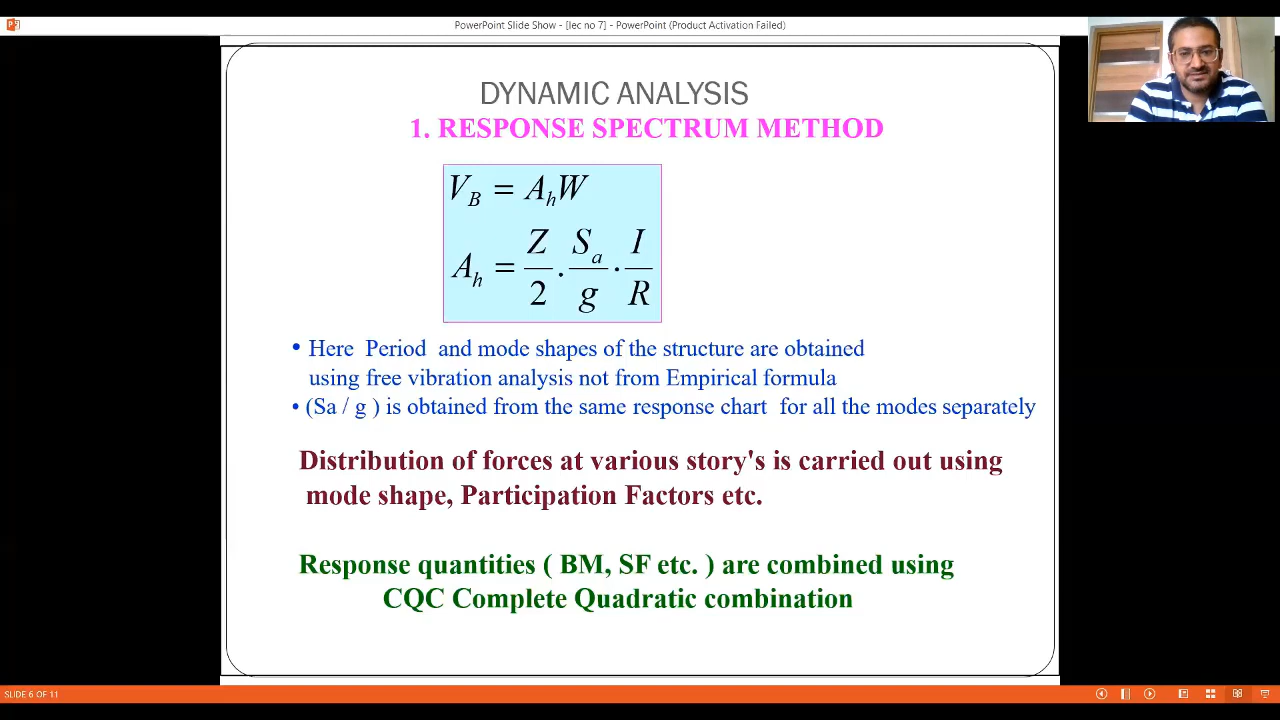 PowerPoint Slide Show - [lec no 7] - PowerPoint (Product Activation Failed)
DYNAMIC ANALYSIS
1. RESPONSE SPECTRUM METHOD
V_B = A_h W
A_h = Z/2 . S_a/g · I/R
• Here Period and mode shapes of the structure are obtained
using free vibration analysis not from Empirical formula
• (Sa / g ) is obtained from the same response chart for all the modes separately
Distribution of forces at various story's is carried out using
mode shape, Participation Factors etc.
Response quantities ( BM, SF etc. ) are combined using
CQC Complete Quadratic combination
SLIDE 6 OF 11